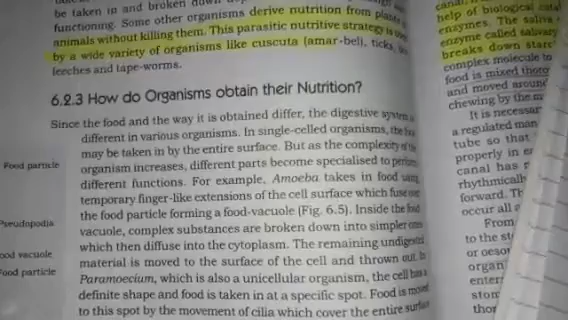 be taken in and broken down
functioning. Some other organisms derive nutrition from plants
animals without killing them. This parasitic nutritive strategy is
by a wide variety of organisms like cuscuta (amar-bel), ticks,
leeches and tape-worms.
6.2.3 How do Organisms obtain their Nutrition?
Since the food and the way it is obtained differ, the digestive system
different in various organisms. In single-celled organisms, the
may be taken in by the entire surface. But as the complexity of the
organism increases, different parts become specialised to perform
different functions. For example, Amoeba takes in food using
temporary finger-like extensions of the cell surface which fuse over
the food particle forming a food-vacuole (Fig. 6.5). Inside the food
vacuole, complex substances are broken down into simpler ones
which then diffuse into the cytoplasm. The remaining undigested
material is moved to the surface of the cell and thrown out. In
Paramoecium, which is also a unicellular organism, the cell has a
definite shape and food is taken in at a specific spot. Food is moved
to this spot by the movement of cilia which cover the entire surface
Food particle
Pseudopodia
ood vacuole
Food particle
help of biological
enzymes. The saliva
enzyme called salivary
breaks down starc
complex molecule to
food is mixed thoro
and moved around
chewing by the m
It is necessar
a regulated man
tube so that
properly in
canal has
rhythmically
forward. Th
occur all a
From
to the st
or oeso
organ
enter
stom
thor